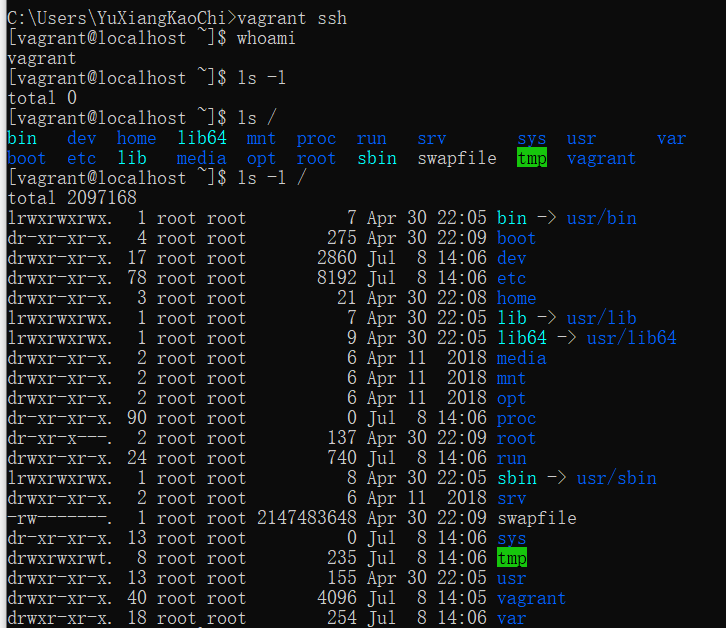 C:\Users\YuXiangKaoChi>vagrant ssh
[vagrant@localhost ~]$ whoami
vagrant
[vagrant@localhost ~]$ ls -l
total 0
[vagrant@localhost ~]$ ls /
bin   dev  home  lib64  mnt  proc  run   srv       sys  usr      var
boot  etc  lib   media  opt  root  sbin  swapfile  tmp  vagrant
[vagrant@localhost ~]$ ls -l /
total 2097168
lrwxrwxrwx.  1 root root          7 Apr 30 22:05 bin -> usr/bin
dr-xr-xr-x.  4 root root        275 Apr 30 22:09 boot
drwxr-xr-x. 17 root root       2860 Jul  8 14:06 dev
drwxr-xr-x. 78 root root       8192 Jul  8 14:06 etc
drwxr-xr-x.  3 root root         21 Apr 30 22:08 home
lrwxrwxrwx.  1 root root          7 Apr 30 22:05 lib -> usr/lib
lrwxrwxrwx.  1 root root          9 Apr 30 22:05 lib64 -> usr/lib64
drwxr-xr-x.  2 root root          6 Apr 11  2018 media
drwxr-xr-x.  2 root root          6 Apr 11  2018 mnt
drwxr-xr-x.  2 root root          6 Apr 11  2018 opt
dr-xr-xr-x. 90 root root          0 Jul  8 14:06 proc
dr-xr-x---.  2 root root        137 Apr 30 22:09 root
drwxr-xr-x. 24 root root        740 Jul  8 14:06 run
lrwxrwxrwx.  1 root root          8 Apr 30 22:05 sbin -> usr/sbin
drwxr-xr-x.  2 root root          6 Apr 11  2018 srv
-rw-------.  1 root root 2147483648 Apr 30 22:09 swapfile
dr-xr-xr-x. 13 root root          0 Jul  8 14:06 sys
drwxrwxrwt.  8 root root        235 Jul  8 14:06 tmp
drwxr-xr-x. 13 root root        155 Apr 30 22:05 usr
drwxr-xr-x. 40 root root       4096 Jul  8 14:05 vagrant
drwxr-xr-x. 18 root root        254 Jul  8 14:06 var